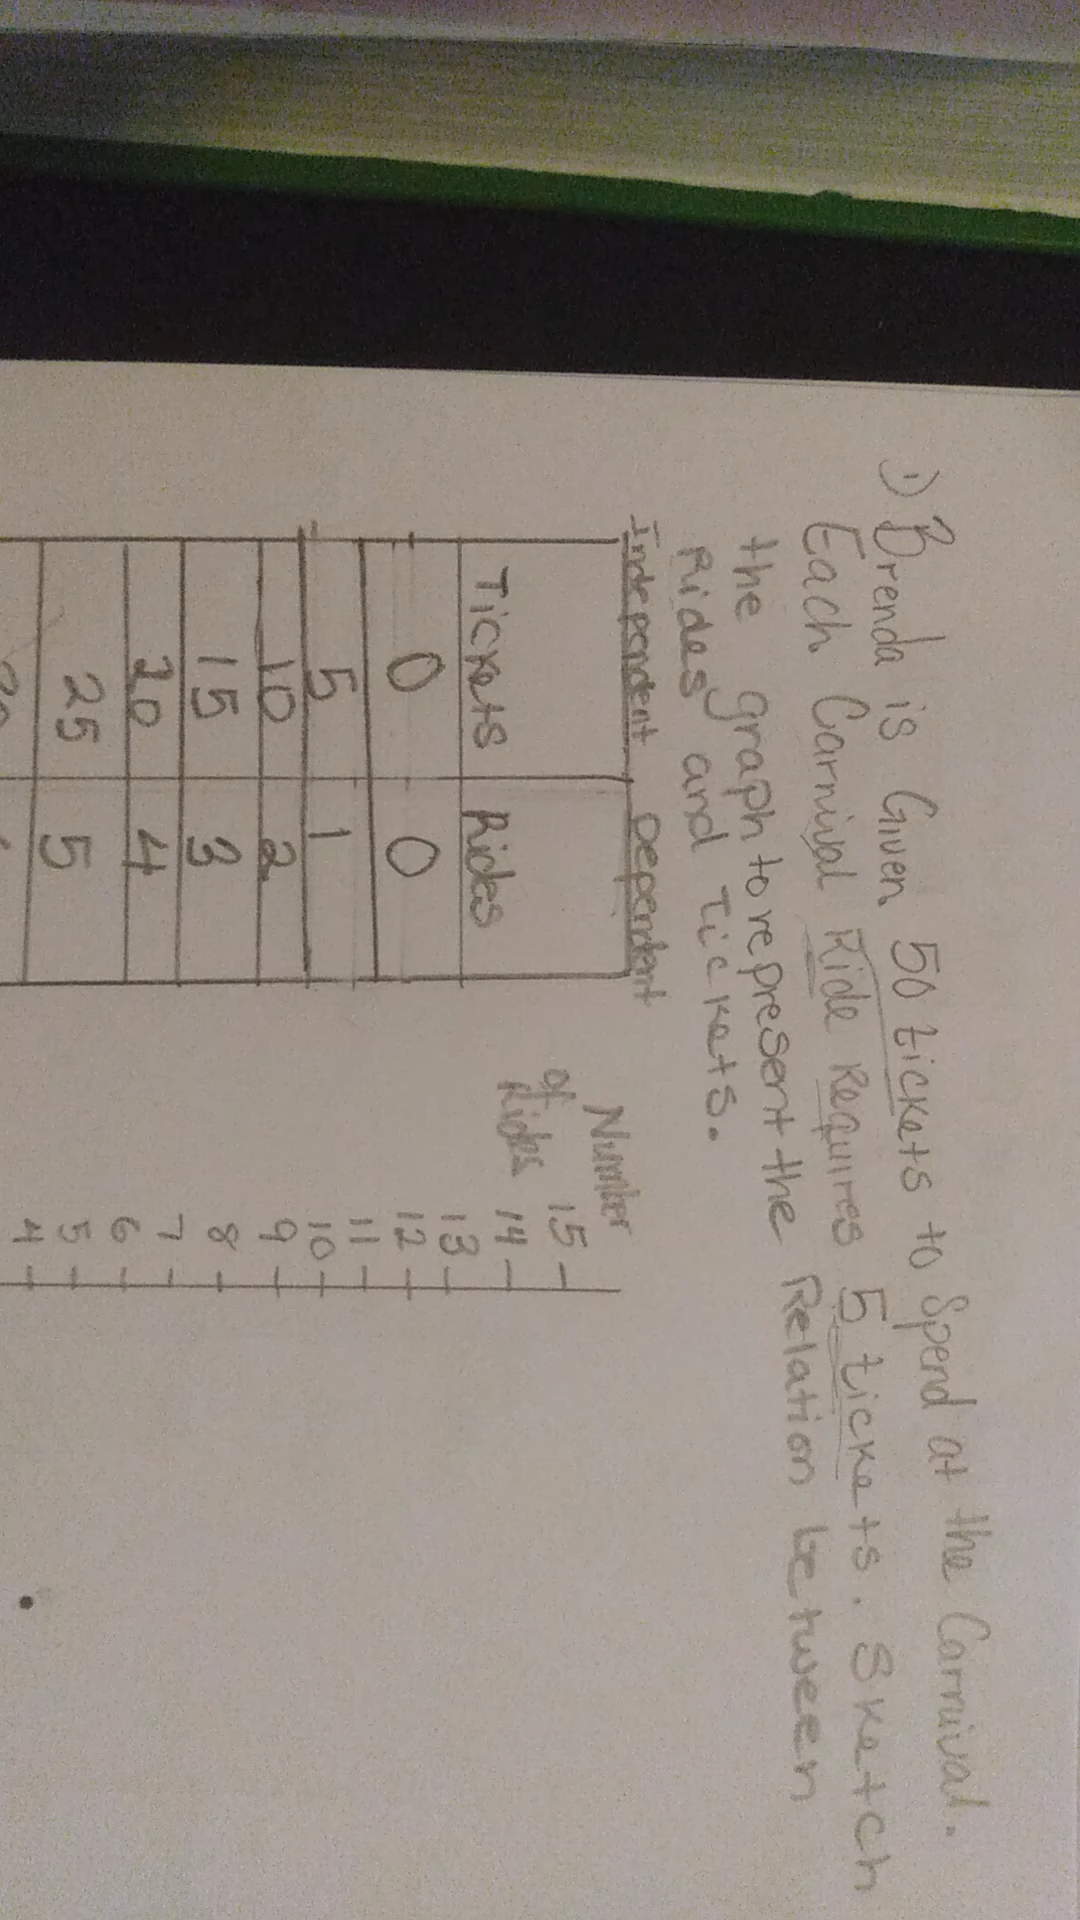 1) Brenda is Given 50 tickets to Spend at the Carnival.
Each Carnival Ride Requires 5 tickets. Sketch
the graph to represent the Relation between
Rides and Tickets.
Independent Dependent
Tickets Rides
0 0
5 1
10 2
15 3
20 4
25 5
Number
of
Rides
15
14
13
12
11
10
9
8
7
6
5
4